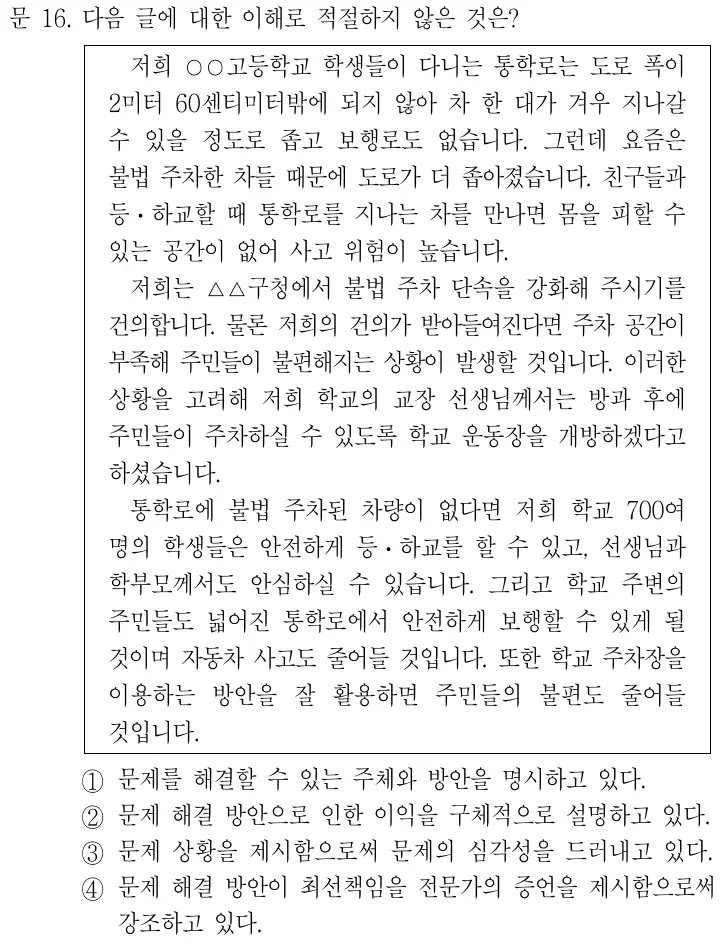 문 16. 다음 글에 대한 이해로 적절하지 않은 것은?
저희 ○○고등학교 학생들이 다니는 통학로는 도로 폭이
2미터 60센티미터밖에 되지 않아 차 한 대가 겨우 지나갈
수 있을 정도로 좁고 보행로도 없습니다. 그런데 요즘은
불법 주차한 차들 때문에 도로가 더 좁아졌습니다. 친구들과
등·하교할 때 통학로를 지나는 차를 만나면 몸을 피할 수
있는 공간이 없어 사고 위험이 높습니다.
저희는 △△구청에서 불법 주차 단속을 강화해 주시기를
건의합니다. 물론 저희의 건의가 받아들여진다면 주차 공간이
부족해 주민들이 불편해지는 상황이 발생할 것입니다. 이러한
상황을 고려해 저희 학교의 교장 선생님께서는 방과 후에
주민들이 주차하실 수 있도록 학교 운동장을 개방하겠다고
하셨습니다.
통학로에 불법 주차된 차량이 없다면 저희 학교 700여
명의 학생들은 안전하게 등·하교를 할 수 있고, 선생님과
학부모께서도 안심하실 수 있습니다. 그리고 학교 주변의
주민들도 넓어진 통학로에서 안전하게 보행할 수 있게 될
것이며 자동차 사고도 줄어들 것입니다. 또한 학교 주차장을
이용하는 방안을 잘 활용하면 주민들의 불편도 줄어들
것입니다.
① 문제를 해결할 수 있는 주체와 방안을 명시하고 있다.
② 문제 해결 방안으로 인한 이익을 구체적으로 설명하고 있다.
③ 문제 상황을 제시함으로써 문제의 심각성을 드러내고 있다.
④ 문제 해결 방안이 최선책임을 전문가의 증언을 제시함으로써
강조하고 있다.